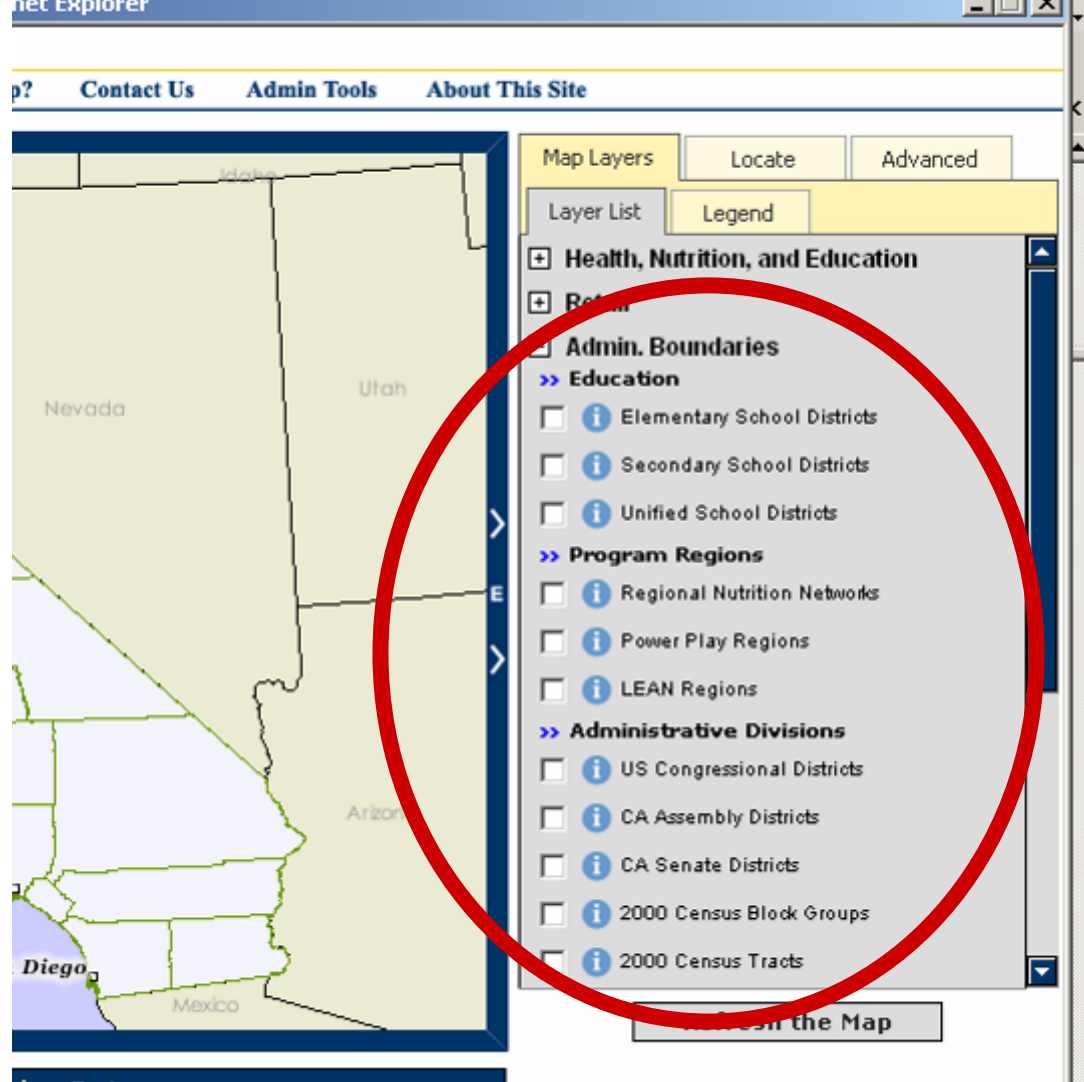 net Explorer
p? Contact Us Admin Tools About This Site
Map Layers Locate Advanced
Layer List Legend
Health, Nutrition, and Education
Retail
Admin. Boundaries
>> Education
Elementary School Districts
Secondary School Districts
Unified School Districts
>> Program Regions
Regional Nutrition Networks
Power Play Regions
LEAN Regions
>> Administrative Divisions
US Congressional Districts
CA Assembly Districts
CA Senate Districts
2000 Census Block Groups
2000 Census Tracts
Refresh the Map
Idaho
Nevada
Utah
E
Arizon
Diego
Mexico